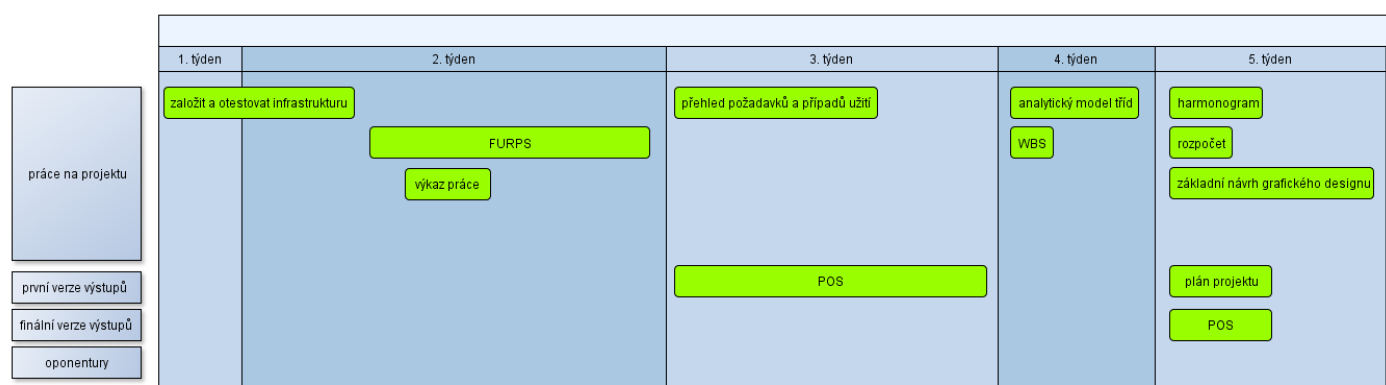 1. týden
2. týden
3. týden
4. týden
5. týden
práce na projektu
založit a otestovat infrastrukturu
přehled požadavků a případů užití
analytický model tříd
harmonogram
FURPS
WBS
rozpočet
výkaz práce
základní návrh grafického designu
první verze výstupů
POS
plán projektu
finální verze výstupů
POS
oponentury